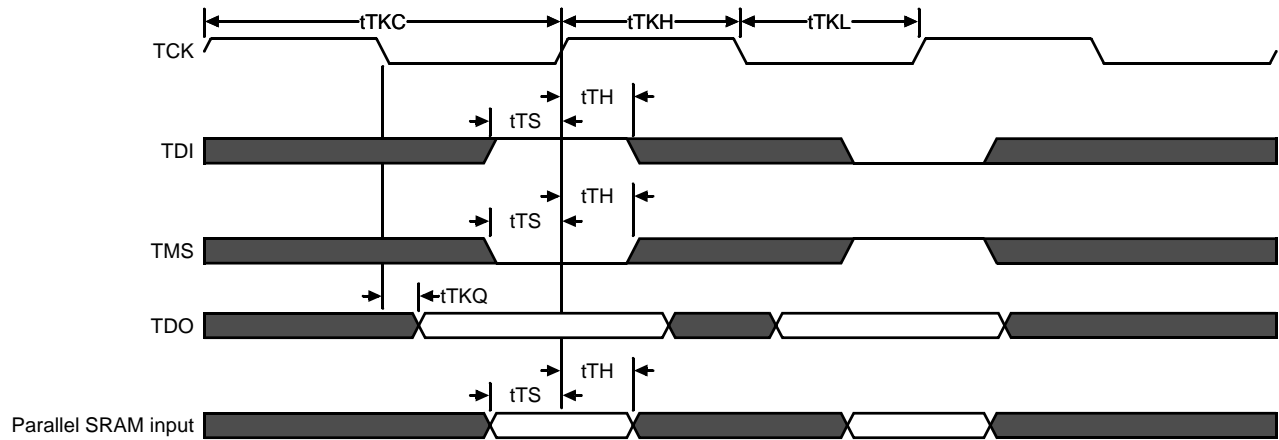 tTKC tTKH tTKL
TCK
tTH
tTS
TDI
tTH
tTS
TMS
tTKQ
TDO
tTH
tTS
Parallel SRAM input